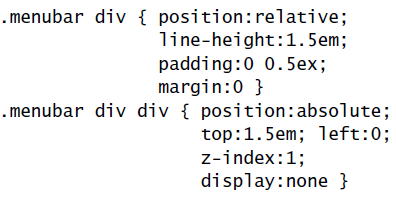 .menubar div { position:relative;
line-height:1.5em;
padding:0 0.5ex;
margin:0 }
.menubar div div { position:absolute;
top:1.5em; left:0;
z-index:1;
display:none }